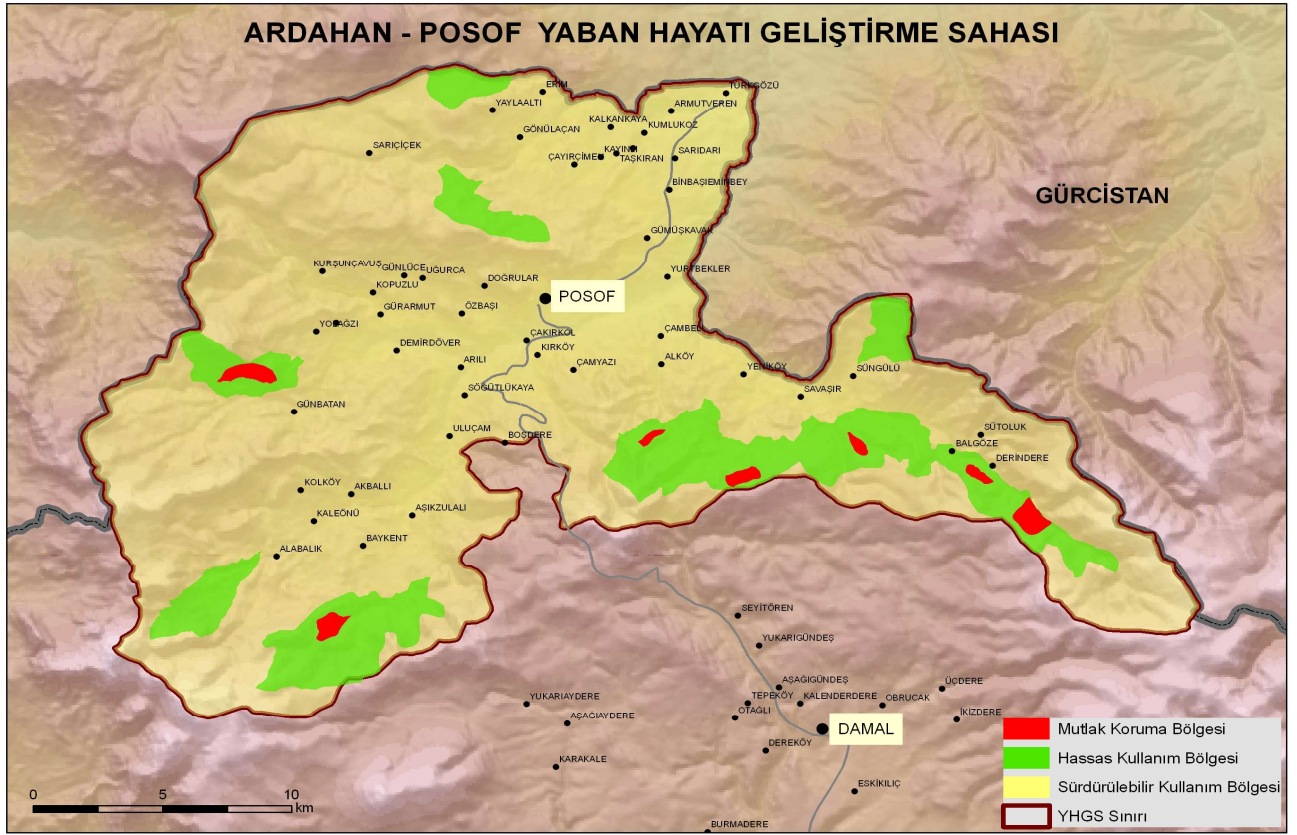 ARDAHAN - POSOF YABAN HAYATI GELİŞTİRME SAHASI
ERİM
TÜRKGÖZÜ
YAYLAALTI
ARMUTVEREN
KALKANKAYA
KUMLUKOZ
GÖNÜLAÇAN
SARIÇİÇEK
KAYINLI
SARIDARI
ÇAYIRÇİMEN
TAŞKIRAN
BİNBAŞIEMİNBEY
GÜRCİSTAN
GÜMÜŞKAVAK
KURŞUNÇAVUŞ
GÜNLÜCE
UĞURCA
YURTBEKLER
DOĞRULAR
KOPUZLU
POSOF
GÜRARMUT
ÖZBAŞI
ÇAKIRKOL
ÇAMBELİ
DEMİRDÖVER
KIRKÖY
ALKÖY
ARILI
ÇAMYAZI
YENİKÖY
SÜNGÜLÜ
SÖĞÜTLÜKAYA
SAVAŞIR
GÜNBATAN
ULUÇAM
BOŞDERE
SÜTOLUK
BALGÖZE
DERİNDERE
KOLKÖY
AKBALLI
KALEÖNÜ
AŞIKZULALİ
BAYKENT
ALABALIK
SEYİTÖREN
YUKARIGÜNDEŞ
AŞAĞIGÜNDEŞ
ÜÇDERE
YUKARIAYDERE
TEPEKÖY
KALENDERDERE
OBRUCAK
OTAĞLI
AŞAĞIAYDERE
İKİZDERE
DAMAL
DEREKÖY
KARAKALE
ESKİKILIÇ
BURMADERE
Mutlak Koruma Bölgesi
Hassas Kullanım Bölgesi
Sürdürülebilir Kullanım Bölgesi
YHGS Sınırı
0 5 10
km